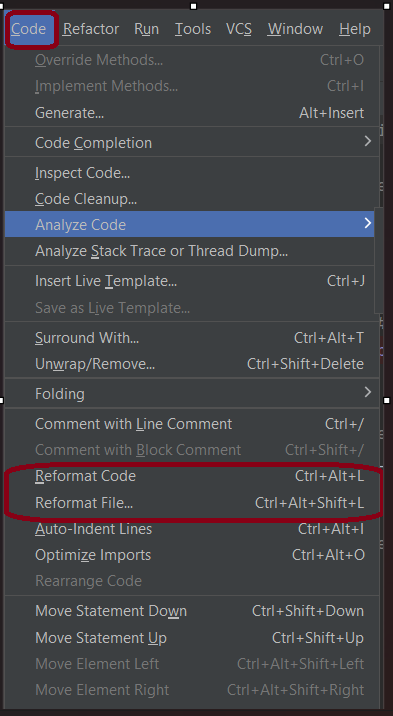 Code Refactor Run Tools VCS Window Help
Override Methods... Ctrl+O
Implement Methods... Ctrl+I
Generate... Alt+Insert
Code Completion
Inspect Code...
Code Cleanup...
Analyze Code
Analyze Stack Trace or Thread Dump...
Insert Live Template... Ctrl+J
Save as Live Template...
Surround With... Ctrl+Alt+T
Unwrap/Remove... Ctrl+Shift+Delete
Folding
Comment with Line Comment Ctrl+/
Comment with Block Comment Ctrl+Shift+/
Reformat Code Ctrl+Alt+L
Reformat File... Ctrl+Alt+Shift+L
Auto-Indent Lines Ctrl+Alt+I
Optimize Imports Ctrl+Alt+O
Rearrange Code
Move Statement Down Ctrl+Shift+Down
Move Statement Up Ctrl+Shift+Up
Move Element Left Ctrl+Alt+Shift+Left
Move Element Right Ctrl+Alt+Shift+Right